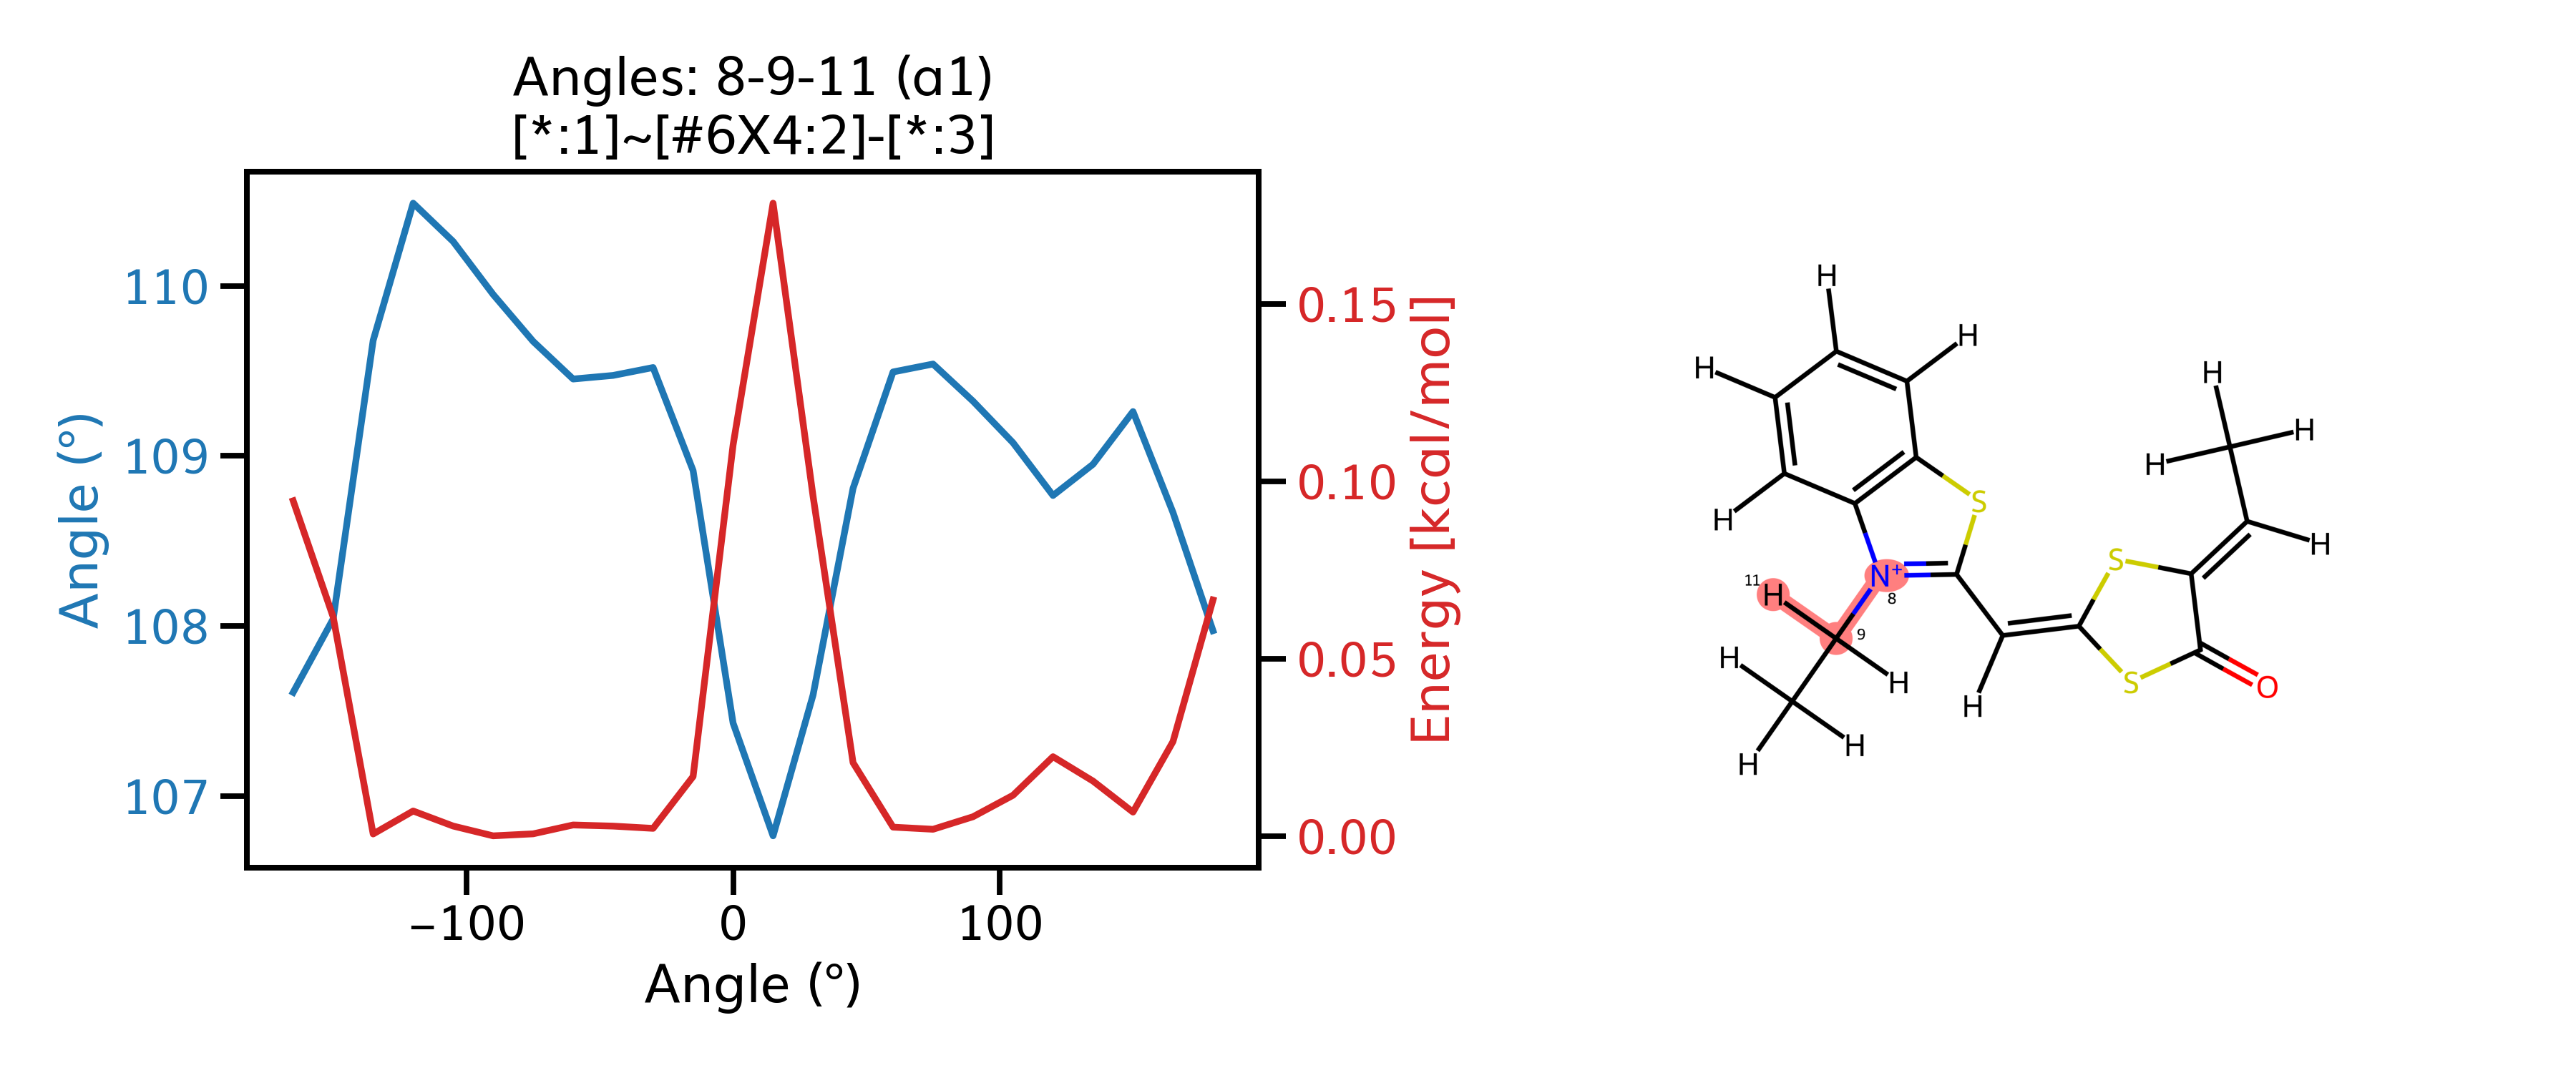 Angles: 8-9-11 (a1)
[*:1]~[#6X4:2]-[*:3]
Angle (°)
110
109
108
107
−100
0
100
Angle (°)
0.15
0.10
0.05
0.00
Energy [kcal/mol]
H
H
H
H
H
H
S
H
S
H
N+
8
11
H
9
H
H
S
O
H
H
H